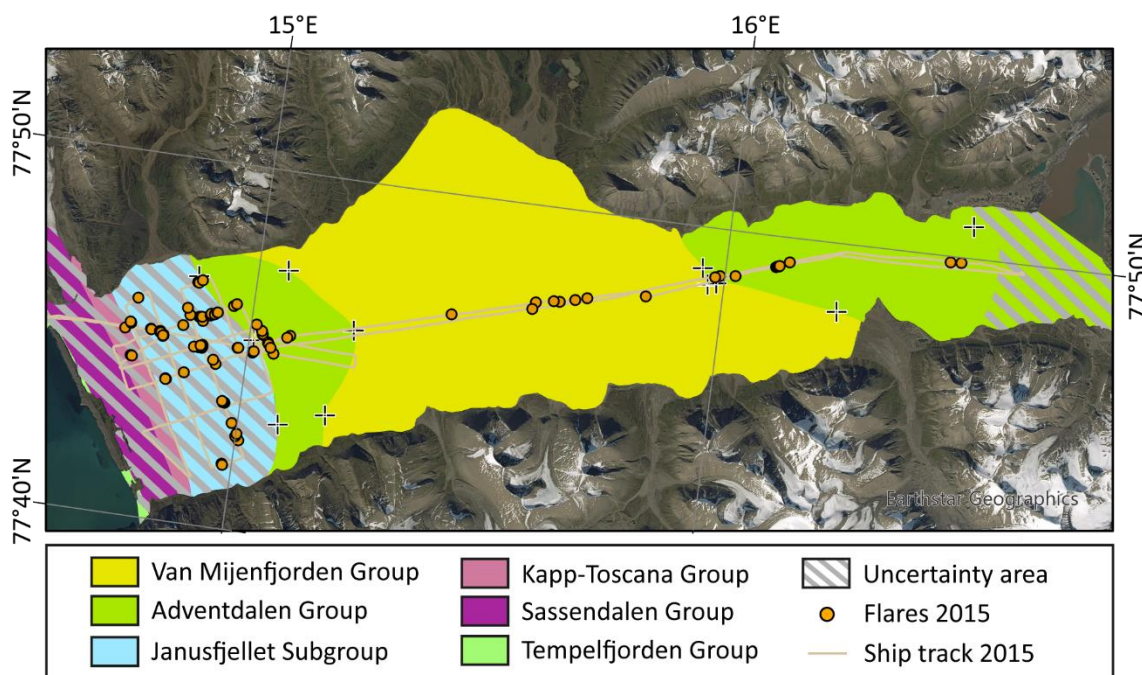 15°E
16°E
77°50'N
77°50'N
77°40'N
Earthstar Geographics
Van Mijenfjorden Group
Adventdalen Group
Janusfjellet Subgroup
Kapp-Toscana Group
Sassendalen Group
Tempelfjorden Group
Uncertainty area
Flares 2015
Ship track 2015